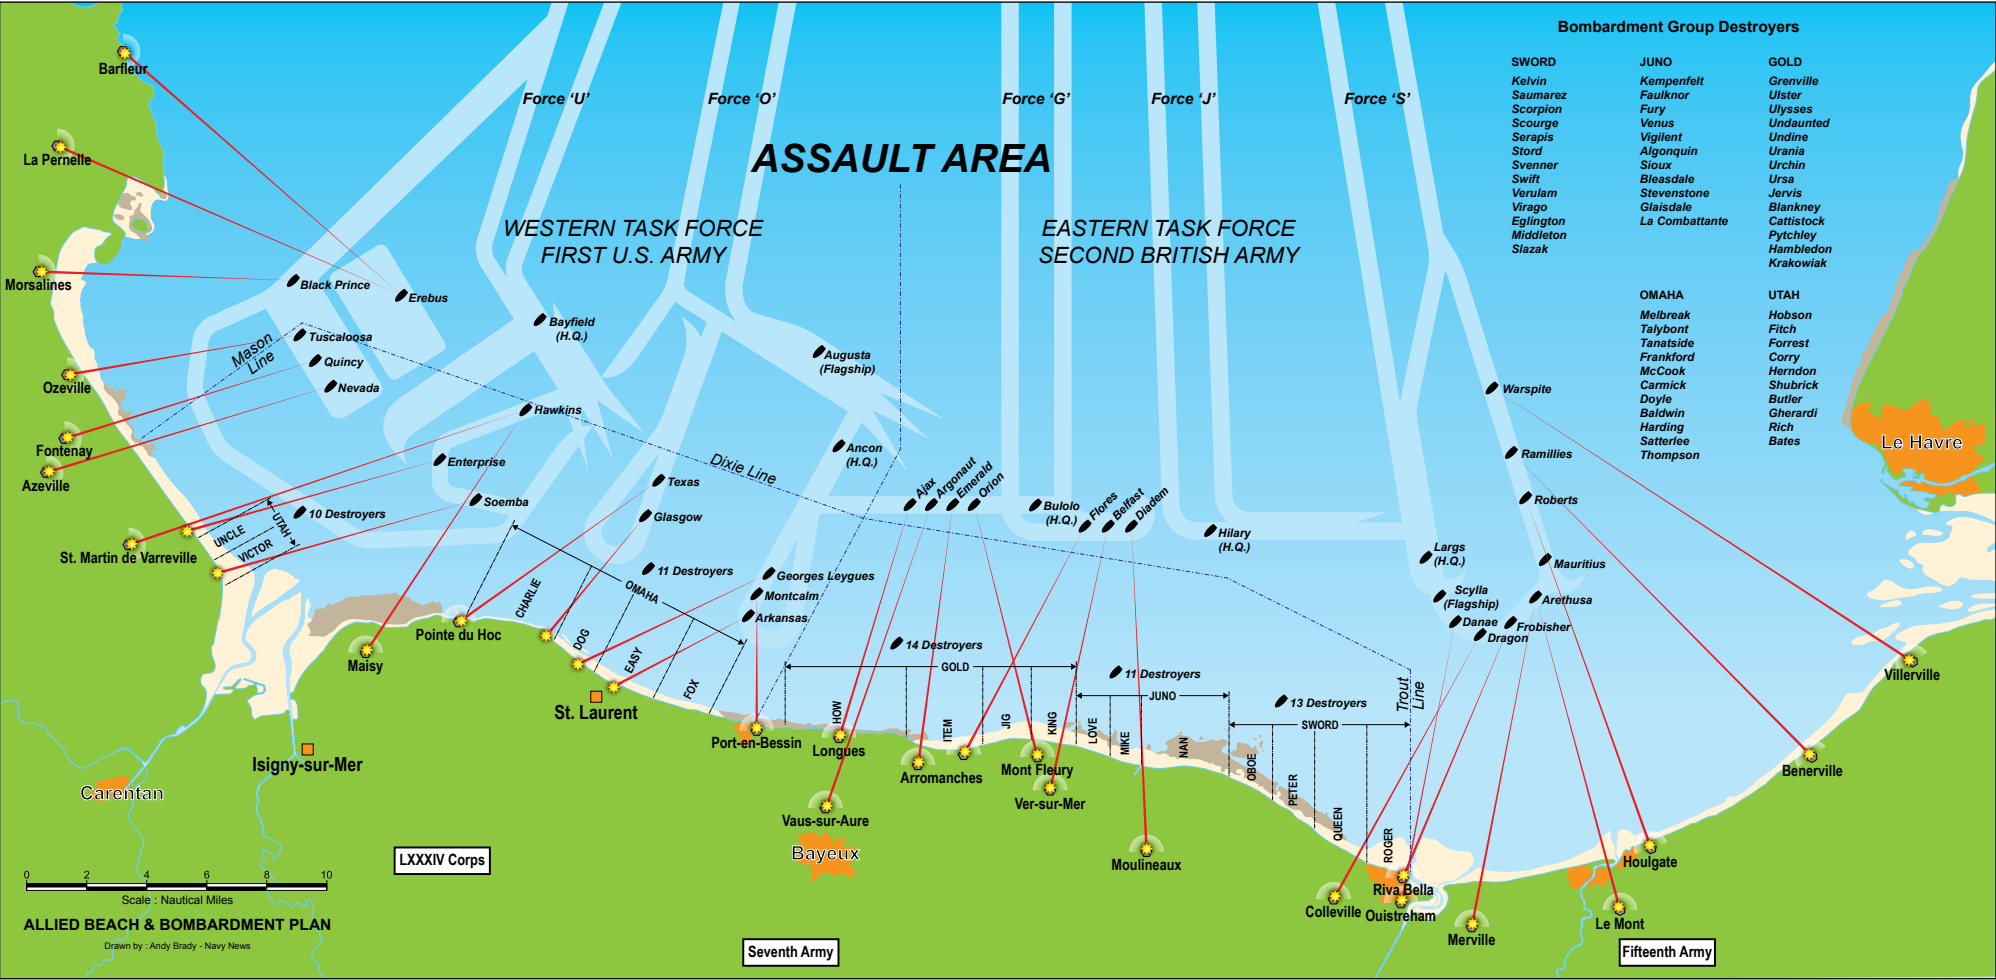 Bombardment Group Destroyers
SWORD
Kelvin
Saumarez
Scorpion
Scourge
Serapis
Stord
Svenner
Swift
Verulam
Virago
Eglington
Middleton
Slazak
JUNO
Kempenfelt
Faulknor
Fury
Venus
Vigilent
Algonquin
Sioux
Bleasdale
Stevenstone
Glaisdale
La Combattante
GOLD
Grenville
Ulster
Ulysses
Undaunted
Undine
Urania
Urchin
Ursa
Jervis
Blankney
Cattistock
Pytchley
Hambledon
Krakowiak
OMAHA
Melbreak
Talybont
Tanatside
Frankford
McCook
Carmick
Doyle
Baldwin
Harding
Satterlee
Thompson
UTAH
Hobson
Fitch
Forrest
Corry
Herndon
Shubrick
Butler
Gherardi
Rich
Bates
Force ‘U’
Force ‘O’
Force ‘G’
Force ‘J’
Force ‘S’
ASSAULT AREA
WESTERN TASK FORCE
FIRST U.S. ARMY
EASTERN TASK FORCE
SECOND BRITISH ARMY
Barfleur
La Pernelle
Morsalines
Ozeville
Fontenay
Azeville
St. Martin de Varreville
Black Prince
Erebus
Tuscaloosa
Quincy
Nevada
Mason
Line
Bayfield
(H.Q.)
Augusta
(Flagship)
Hawkins
Enterprise
Soemba
10 Destroyers
UNCLE
VICTOR
UTAH
Dixie Line
Ancon
(H.Q.)
Texas
Glasgow
11 Destroyers
OMAHA
CHARLIE
DOG
EASY
FOX
Georges Leygues
Montcalm
Arkansas
Ajax
Argonaut
Emerald
Orion
Bulolo
(H.Q.)
Flores
Belfast
Diadem
Hilary
(H.Q.)
Warspite
Ramillies
Roberts
Largs
(H.Q.)
Mauritius
Scylla
(Flagship)
Arethusa
Danae
Frobisher
Dragon
14 Destroyers
GOLD
HOW
ITEM
JIG
KING
11 Destroyers
JUNO
LOVE
MIKE
NAN
13 Destroyers
SWORD
OBOE
PETER
QUEEN
ROGER
Trout
Line
Le Havre
Villerville
Benerville
Houlgate
Le Mont
Merville
Ouistreham
Riva Bella
Colleville
Moulineaux
Ver-sur-Mer
Mont Fleury
Arromanches
Longues
Vaus-sur-Aure
Bayeux
Port-en-Bessin
St. Laurent
Pointe du Hoc
Maisy
Isigny-sur-Mer
Carentan
LXXXIV Corps
Seventh Army
Fifteenth Army
0 2 4 6 8 10
Scale : Nautical Miles
ALLIED BEACH & BOMBARDMENT PLAN
Drawn by : Andy Brady - Navy News